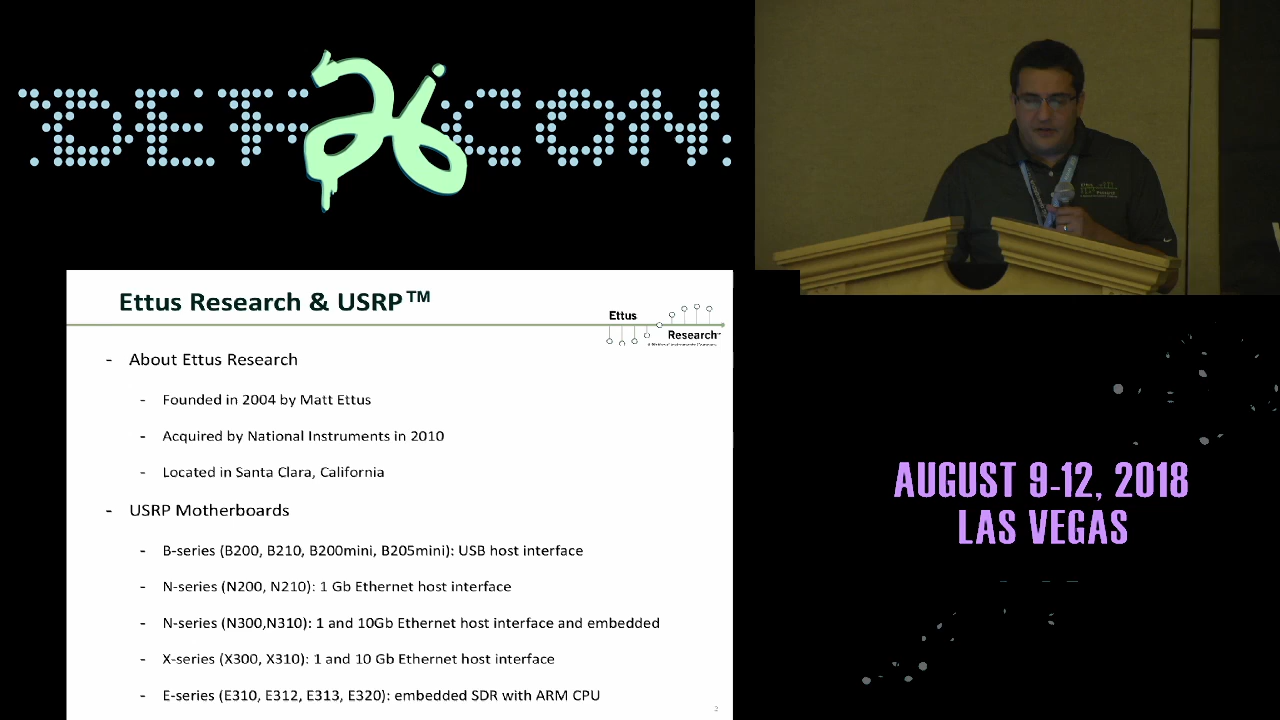 DEF CON 26
Ettus Research & USRP™
Ettus
Research™
- About Ettus Research
- Founded in 2004 by Matt Ettus
- Acquired by National Instruments in 2010
- Located in Santa Clara, California
- USRP Motherboards
- B-series (B200, B210, B200mini, B205mini): USB host interface
- N-series (N200, N210): 1 Gb Ethernet host interface
- N-series (N300,N310): 1 and 10Gb Ethernet host interface and embedded
- X-series (X300, X310): 1 and 10 Gb Ethernet host interface
- E-series (E310, E312, E313, E320): embedded SDR with ARM CPU
AUGUST 9-12, 2018
LAS VEGAS